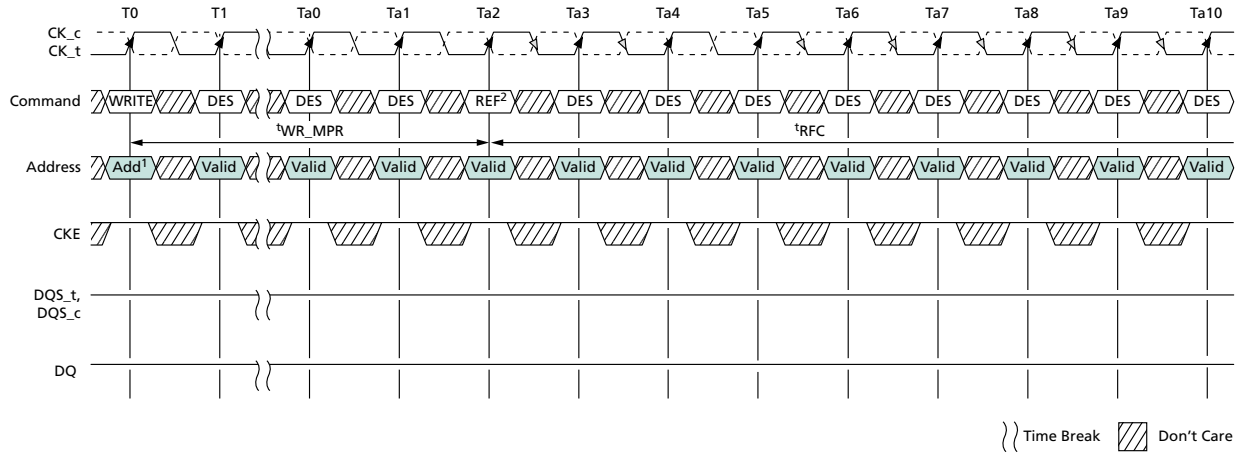 T0 T1 Ta0 Ta1 Ta2 Ta3 Ta4 Ta5 Ta6 Ta7 Ta8 Ta9 Ta10
CK_c
CK_t
Command WRITE DES DES DES REF² DES DES DES DES DES DES DES DES
tWR_MPR tRFC
Address Add¹ Valid Valid Valid Valid Valid Valid Valid Valid Valid Valid Valid Valid
CKE
DQS_t,
DQS_c
DQ
Time Break Don't Care